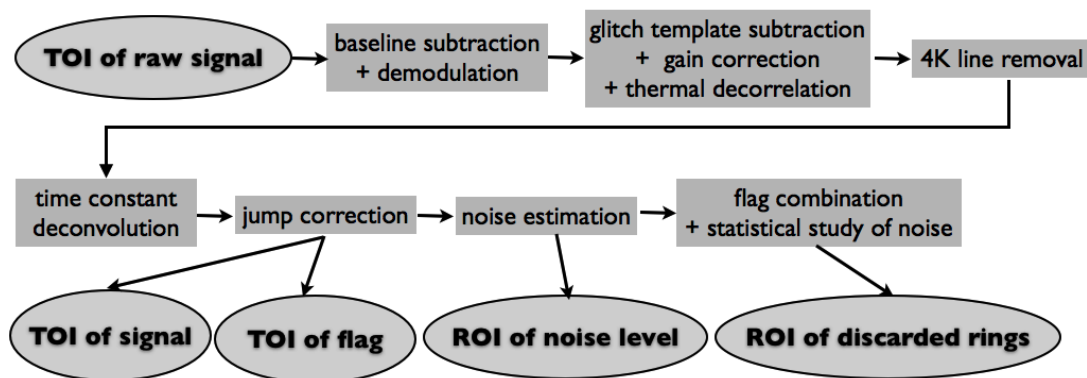 TOI of raw signal
baseline subtraction
+ demodulation
glitch template subtraction
+ gain correction
+ thermal decorrelation
4K line removal
time constant
deconvolution
jump correction
noise estimation
flag combination
+ statistical study of noise
TOI of signal
TOI of flag
ROI of noise level
ROI of discarded rings